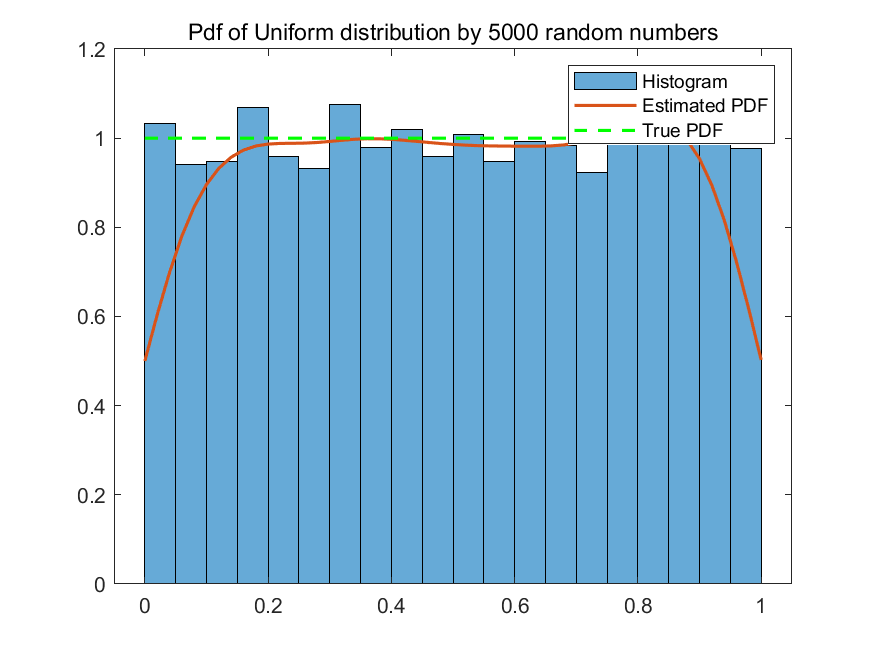 Pdf of Uniform distribution by 5000 random numbers
1.2
1
0.8
0.6
0.4
0.2
0
Histogram
Estimated PDF
True PDF
0 0.2 0.4 0.6 0.8 1